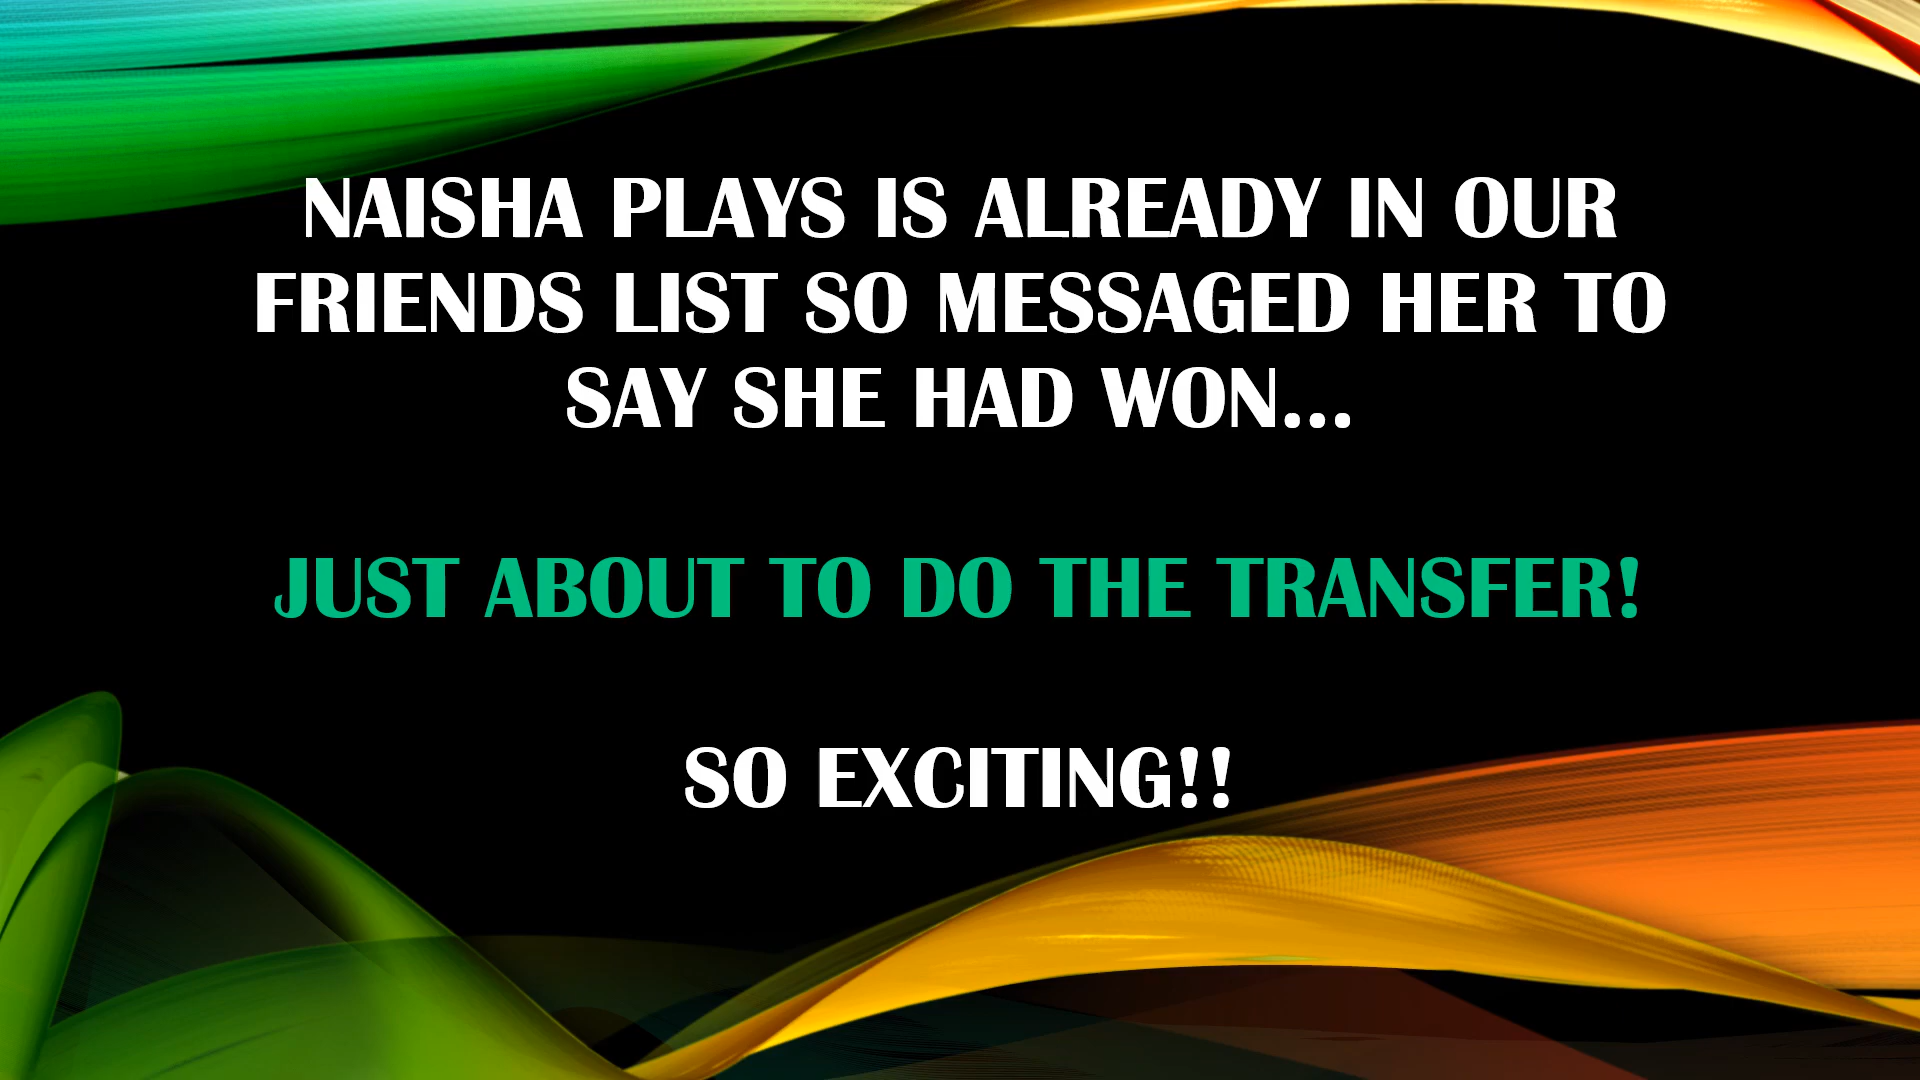 NAISHA PLAYS IS ALREADY IN OUR
FRIENDS LIST SO MESSAGED HER TO
SAY SHE HAD WON...
JUST ABOUT TO DO THE TRANSFER!
SO EXCITING!!